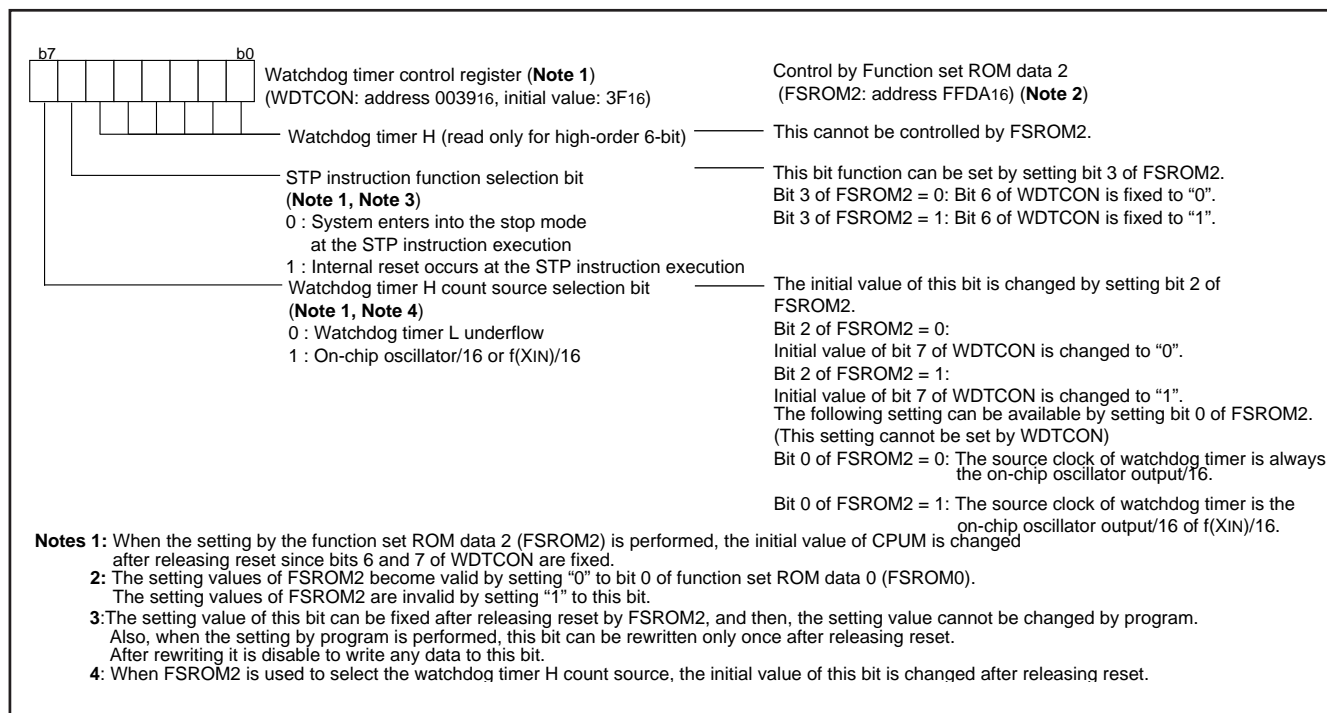 b7 b0
Watchdog timer control register (Note 1)
(WDTCON: address 003916, initial value: 3F16)
Control by Function set ROM data 2
(FSROM2: address FFDA16) (Note 2)
Watchdog timer H (read only for high-order 6-bit)
This cannot be controlled by FSROM2.
STP instruction function selection bit
(Note 1, Note 3)
0 : System enters into the stop mode
at the STP instruction execution
1 : Internal reset occurs at the STP instruction execution
This bit function can be set by setting bit 3 of FSROM2.
Bit 3 of FSROM2 = 0: Bit 6 of WDTCON is fixed to “0”.
Bit 3 of FSROM2 = 1: Bit 6 of WDTCON is fixed to “1”.
Watchdog timer H count source selection bit
(Note 1, Note 4)
0 : Watchdog timer L underflow
1 : On-chip oscillator/16 or f(XIN)/16
The initial value of this bit is changed by setting bit 2 of
FSROM2.
Bit 2 of FSROM2 = 0:
Initial value of bit 7 of WDTCON is changed to “0”.
Bit 2 of FSROM2 = 1:
Initial value of bit 7 of WDTCON is changed to “1”.
The following setting can be available by setting bit 0 of FSROM2.
(This setting cannot be set by WDTCON)
Bit 0 of FSROM2 = 0: The source clock of watchdog timer is always
the on-chip oscillator output/16.
Bit 0 of FSROM2 = 1: The source clock of watchdog timer is the
on-chip oscillator output/16 of f(XIN)/16.
Notes 1: When the setting by the function set ROM data 2 (FSROM2) is performed, the initial value of CPUM is changed
after releasing reset since bits 6 and 7 of WDTCON are fixed.
2: The setting values of FSROM2 become valid by setting “0” to bit 0 of function set ROM data 0 (FSROM0).
The setting values of FSROM2 are invalid by setting “1” to this bit.
3:The setting value of this bit can be fixed after releasing reset by FSROM2, and then, the setting value cannot be changed by program.
Also, when the setting by program is performed, this bit can be rewritten only once after releasing reset.
After rewriting it is disable to write any data to this bit.
4: When FSROM2 is used to select the watchdog timer H count source, the initial value of this bit is changed after releasing reset.